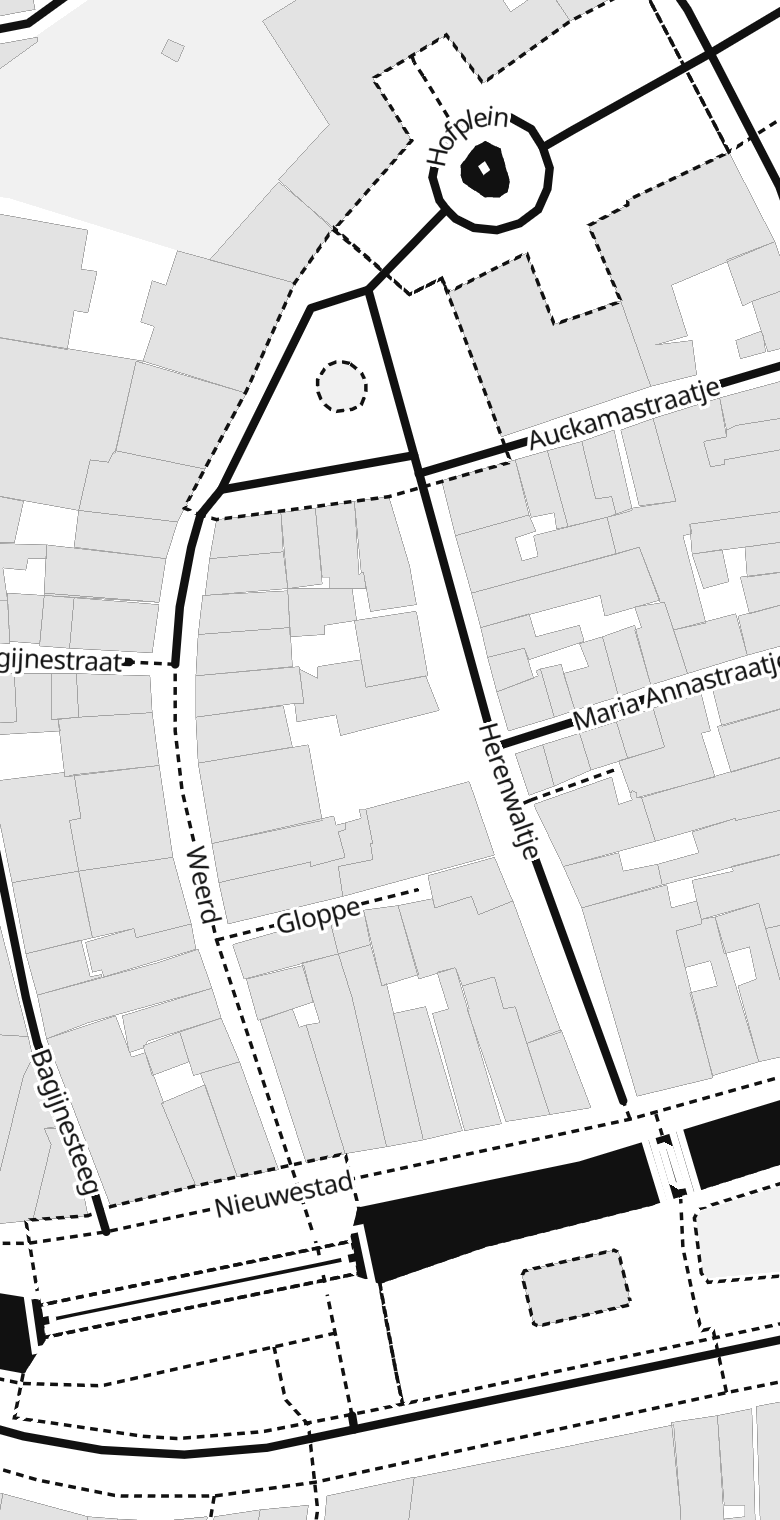 Hofplein
Auckamastraatje
gijnestraat
Maria Annastraatje
Herenwaltje
Weerd
Gloppe
Bagijnesteeg
Nieuwestad